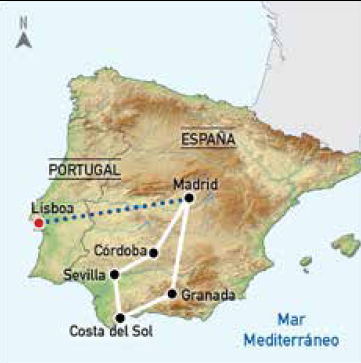 N
ESPAÑA
PORTUGAL
Madrid
Lisboa
Córdoba
Sevilla
Granada
Costa del Sol
Mar
Mediterráneo